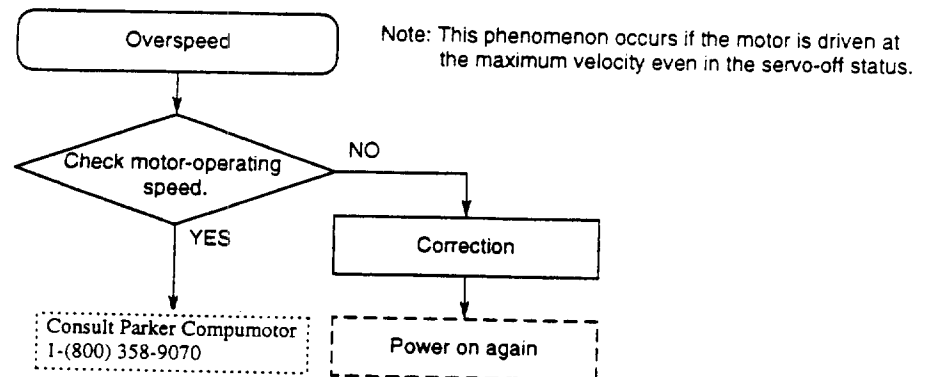 Overspeed
Note: This phenomenon occurs if the motor is driven at
the maximum velocity even in the servo-off status.
Check motor-operating
speed.
NO
YES
Correction
Consult Parker Compumotor
1-(800) 358-9070
Power on again